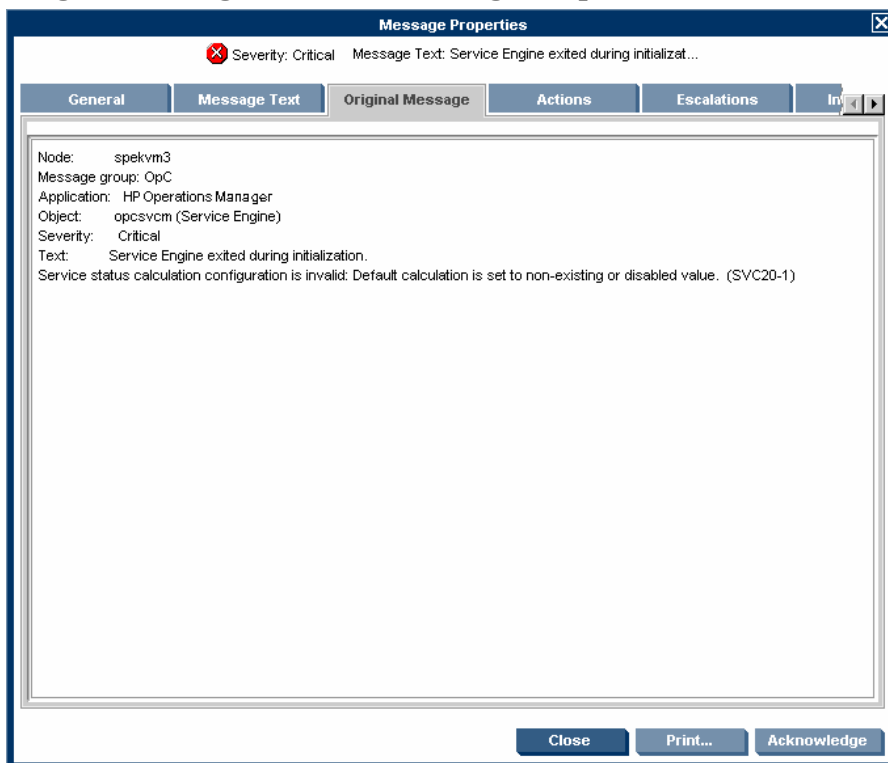 Message Properties
Severity: Critical Message Text: Service Engine exited during initializat...
General Message Text Original Message Actions Escalations
Node: spekvm3
Message group: OpC
Application: HP Operations Manager
Object: opcsvcm (Service Engine)
Severity: Critical
Text: Service Engine exited during initialization.
Service status calculation configuration is invalid: Default calculation is set to non-existing or disabled value. (SVC20-1)
Close Print... Acknowledge